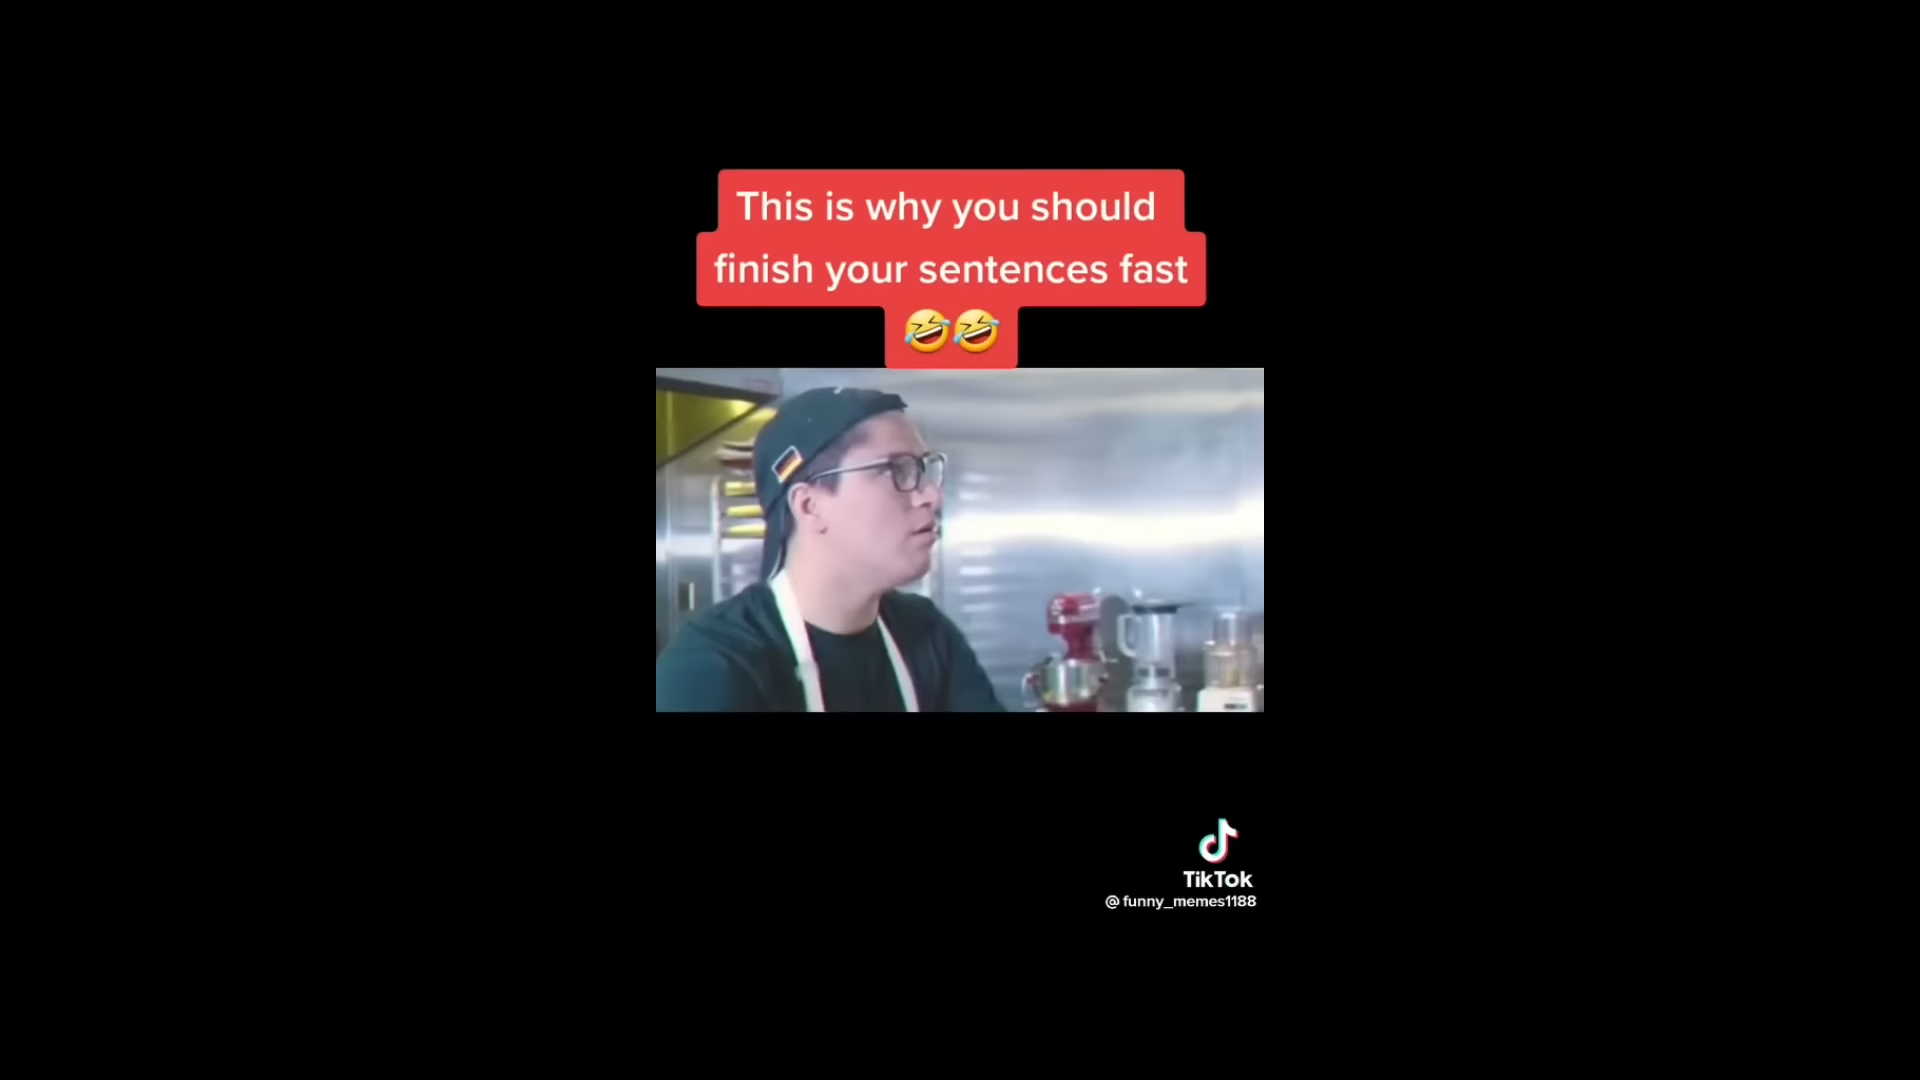 This is why you should
finish your sentences fast
🤣🤣
TikTok
@funny_memes1188